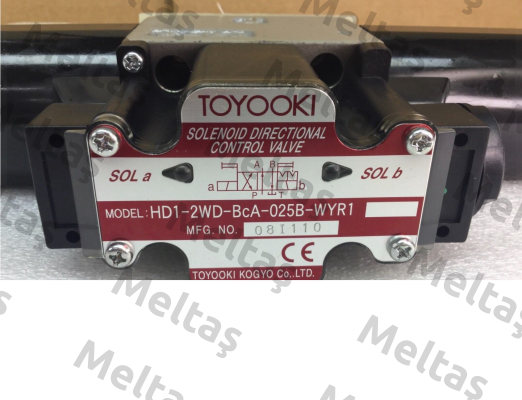 TOYOOKI
SOLENOID DIRECTIONAL
CONTROL VALVE
SOL a
A B
SOL b
a
b
P T
MODEL: HD1-2WD-BcA-025B-WYR1
MFG. NO. 08I110
CE
TOYOOKI KOGYO Co.,LTD.
Meltaş
Meltaş
Meltaş
Meltaş
Meltaş
Meltaş